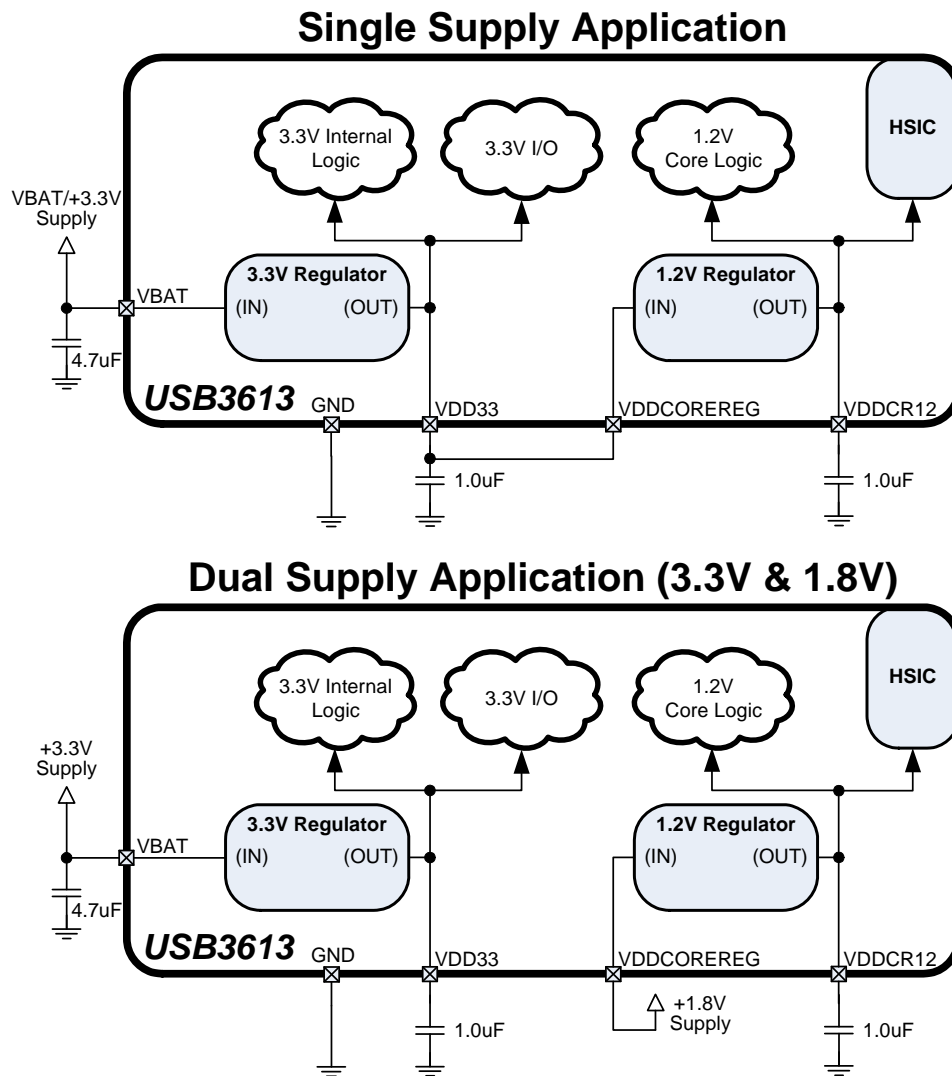 Single Supply Application
3.3V Internal
Logic
3.3V I/O
1.2V
Core Logic
HSIC
VBAT/+3.3V
Supply
VBAT
3.3V Regulator
(IN)
(OUT)
1.2V Regulator
(IN)
(OUT)
4.7uF
USB3613
GND
VDD33
VDDCOREREG
VDDCR12
1.0uF
1.0uF
Dual Supply Application (3.3V & 1.8V)
3.3V Internal
Logic
3.3V I/O
1.2V
Core Logic
HSIC
+3.3V
Supply
VBAT
3.3V Regulator
(IN)
(OUT)
1.2V Regulator
(IN)
(OUT)
4.7uF
USB3613
GND
VDD33
VDDCOREREG
VDDCR12
1.0uF
+1.8V
Supply
1.0uF